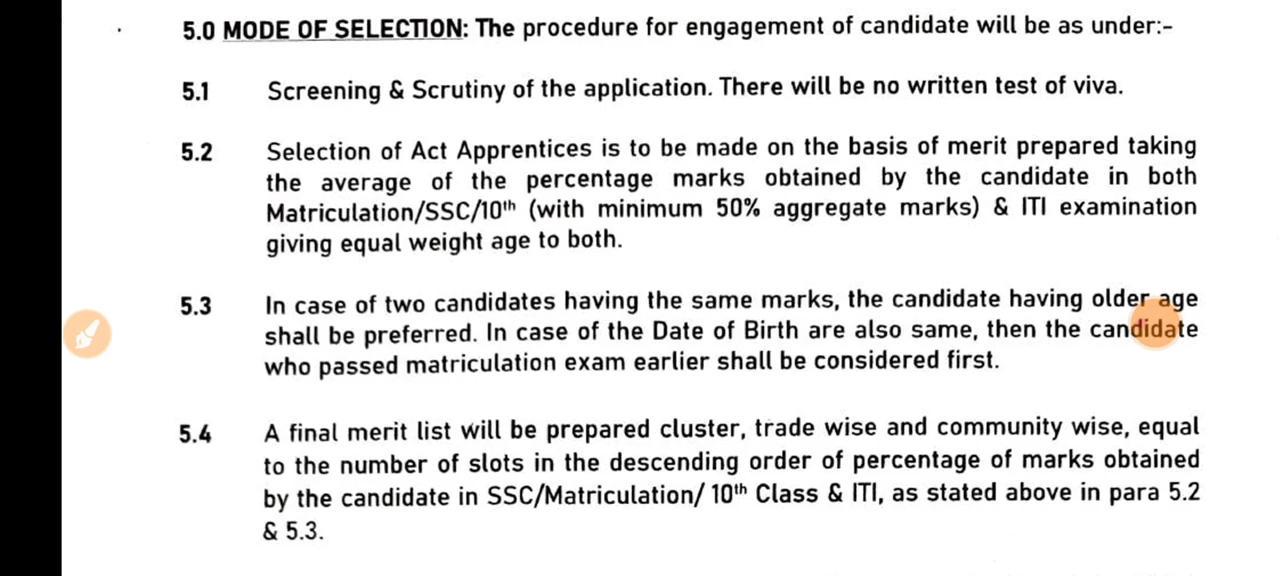 5.0 MODE OF SELECTION: The procedure for engagement of candidate will be as under:-
5.1 Screening & Scrutiny of the application. There will be no written test of viva.
5.2 Selection of Act Apprentices is to be made on the basis of merit prepared taking
the average of the percentage marks obtained by the candidate in both
Matriculation/SSC/10th (with minimum 50% aggregate marks) & ITI examination
giving equal weight age to both.
5.3 In case of two candidates having the same marks, the candidate having older age
shall be preferred. In case of the Date of Birth are also same, then the candidate
who passed matriculation exam earlier shall be considered first.
5.4 A final merit list will be prepared cluster, trade wise and community wise, equal
to the number of slots in the descending order of percentage of marks obtained
by the candidate in SSC/Matriculation/ 10th Class & ITI, as stated above in para 5.2
& 5.3.